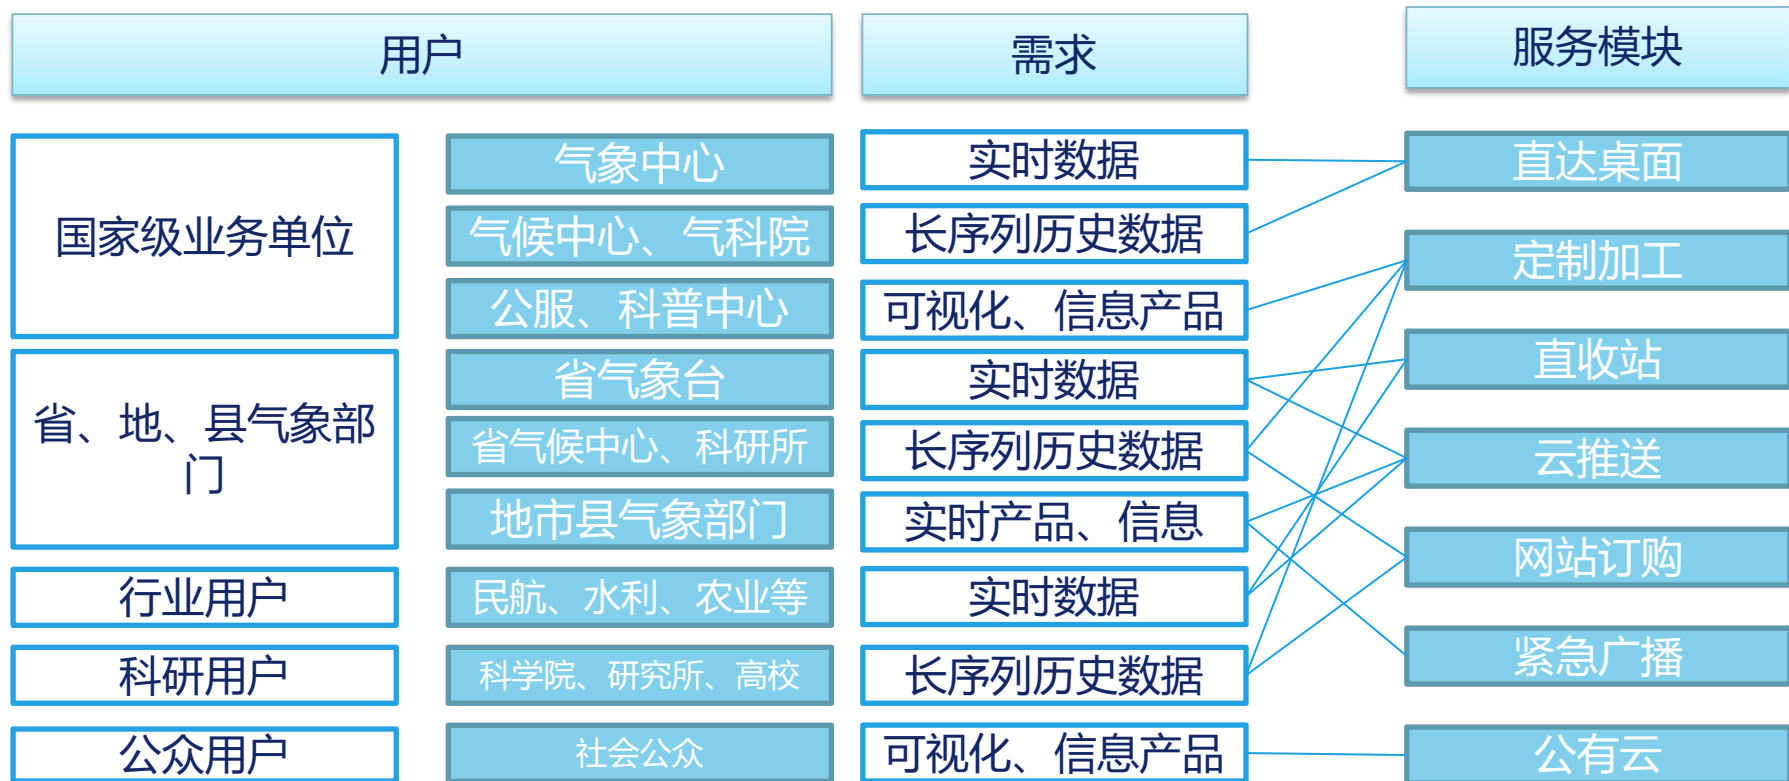 用户
需求
服务模块
国家级业务单位
气象中心
实时数据
直达桌面
气候中心、气科院
长序列历史数据
定制加工
公服、科普中心
可视化、信息产品
直收站
省、地、县气象部
门
省气象台
实时数据
云推送
省气候中心、科研所
长序列历史数据
地市县气象部门
实时产品、信息
网站订购
行业用户
民航、水利、农业等
实时数据
紧急广播
科研用户
科学院、研究所、高校
长序列历史数据
公众用户
社会公众
可视化、信息产品
公有云